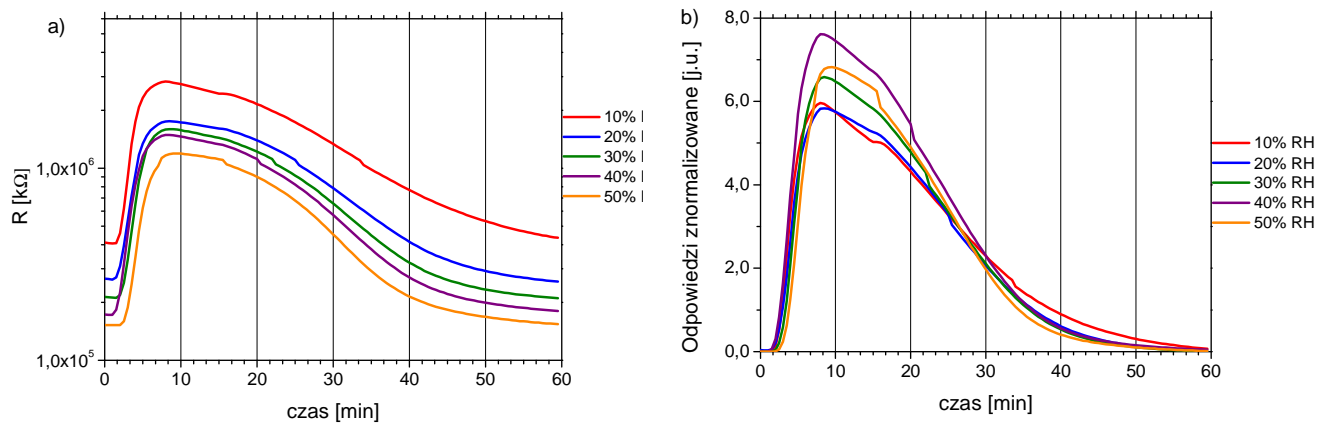 a)
R [kΩ]
1,0x10⁶
1,0x10⁵
0 10 20 30 40 50 60
czas [min]
10% I
20% I
30% I
40% I
50% I
b)
Odpowiedzi znormalizowane [j.u.]
8,0
6,0
4,0
2,0
0,0
0 10 20 30 40 50 60
czas [min]
10% RH
20% RH
30% RH
40% RH
50% RH